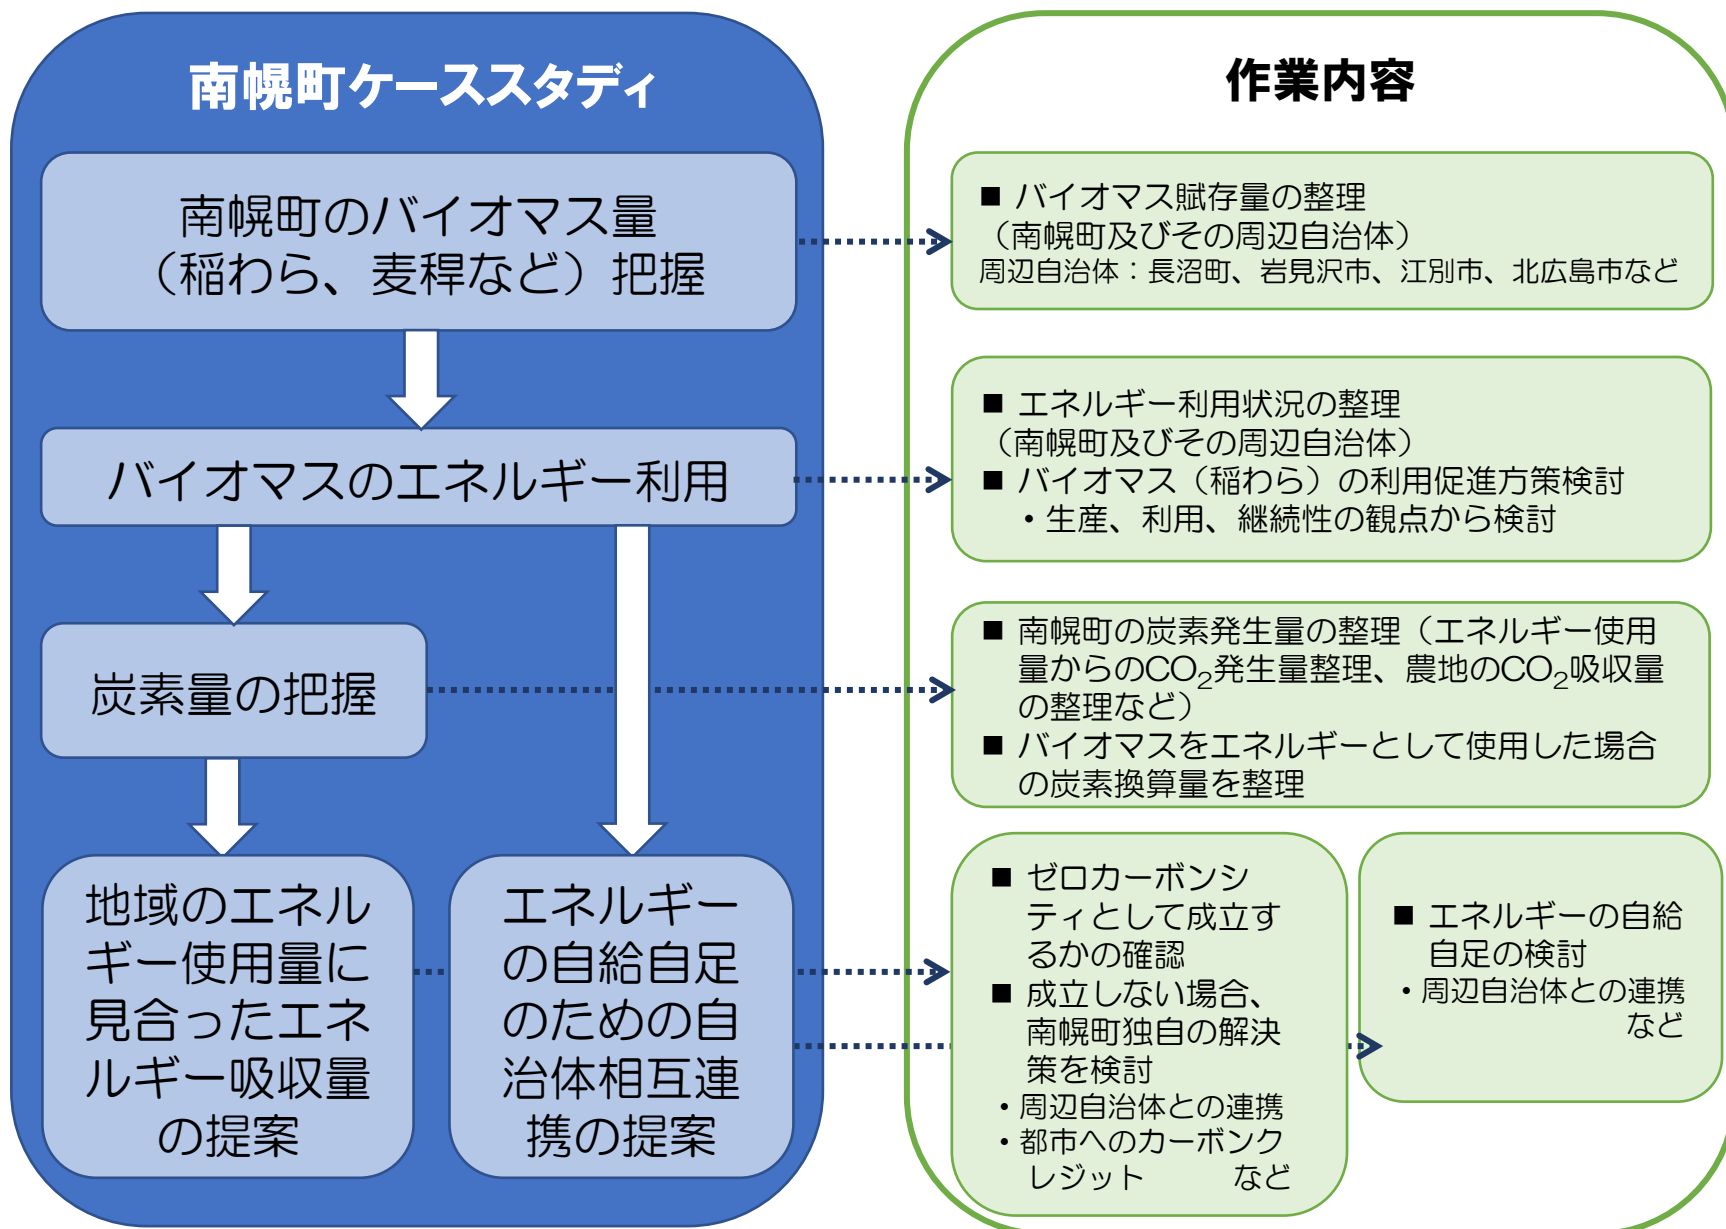 南幌町ケーススタディ
南幌町のバイオマス量
（稲わら、麦稈など）把握
バイオマスのエネルギー利用
炭素量の把握
地域のエネル
ギー使用量に
見合ったエネ
ルギー吸収量
の提案
エネルギー
の自給自足
のための自
治体相互連
携の提案
作業内容
■ バイオマス賦存量の整理
（南幌町及びその周辺自治体）
周辺自治体：長沼町、岩見沢市、江別市、北広島市など
■ エネルギー利用状況の整理
（南幌町及びその周辺自治体）
■ バイオマス（稲わら）の利用促進方策検討
・生産、利用、継続性の観点から検討
■ 南幌町の炭素発生量の整理（エネルギー使用
量からのCO₂発生量整理、農地のCO₂吸収量
の整理など）
■ バイオマスをエネルギーとして使用した場合
の炭素換算量を整理
■ ゼロカーボンシ
ティとして成立す
るかの確認
■ 成立しない場合、
南幌町独自の解決
策を検討
・周辺自治体との連携
・都市へのカーボンク
レジット　　など
■ エネルギーの自給
自足の検討
・周辺自治体との連携
など